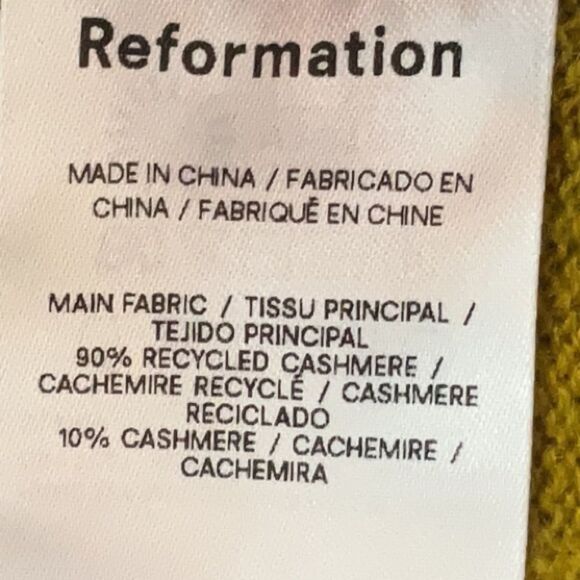 Reformation
MADE IN CHINA / FABRICADO EN
CHINA / FABRIQUÉ EN CHINE
MAIN FABRIC / TISSU PRINCIPAL /
TEJIDO PRINCIPAL
90% RECYCLED CASHMERE /
CACHEMIRE RECYCLÉ / CASHMERE
RECICLADO
10% CASHMERE / CACHEMIRE /
CACHEMIRA